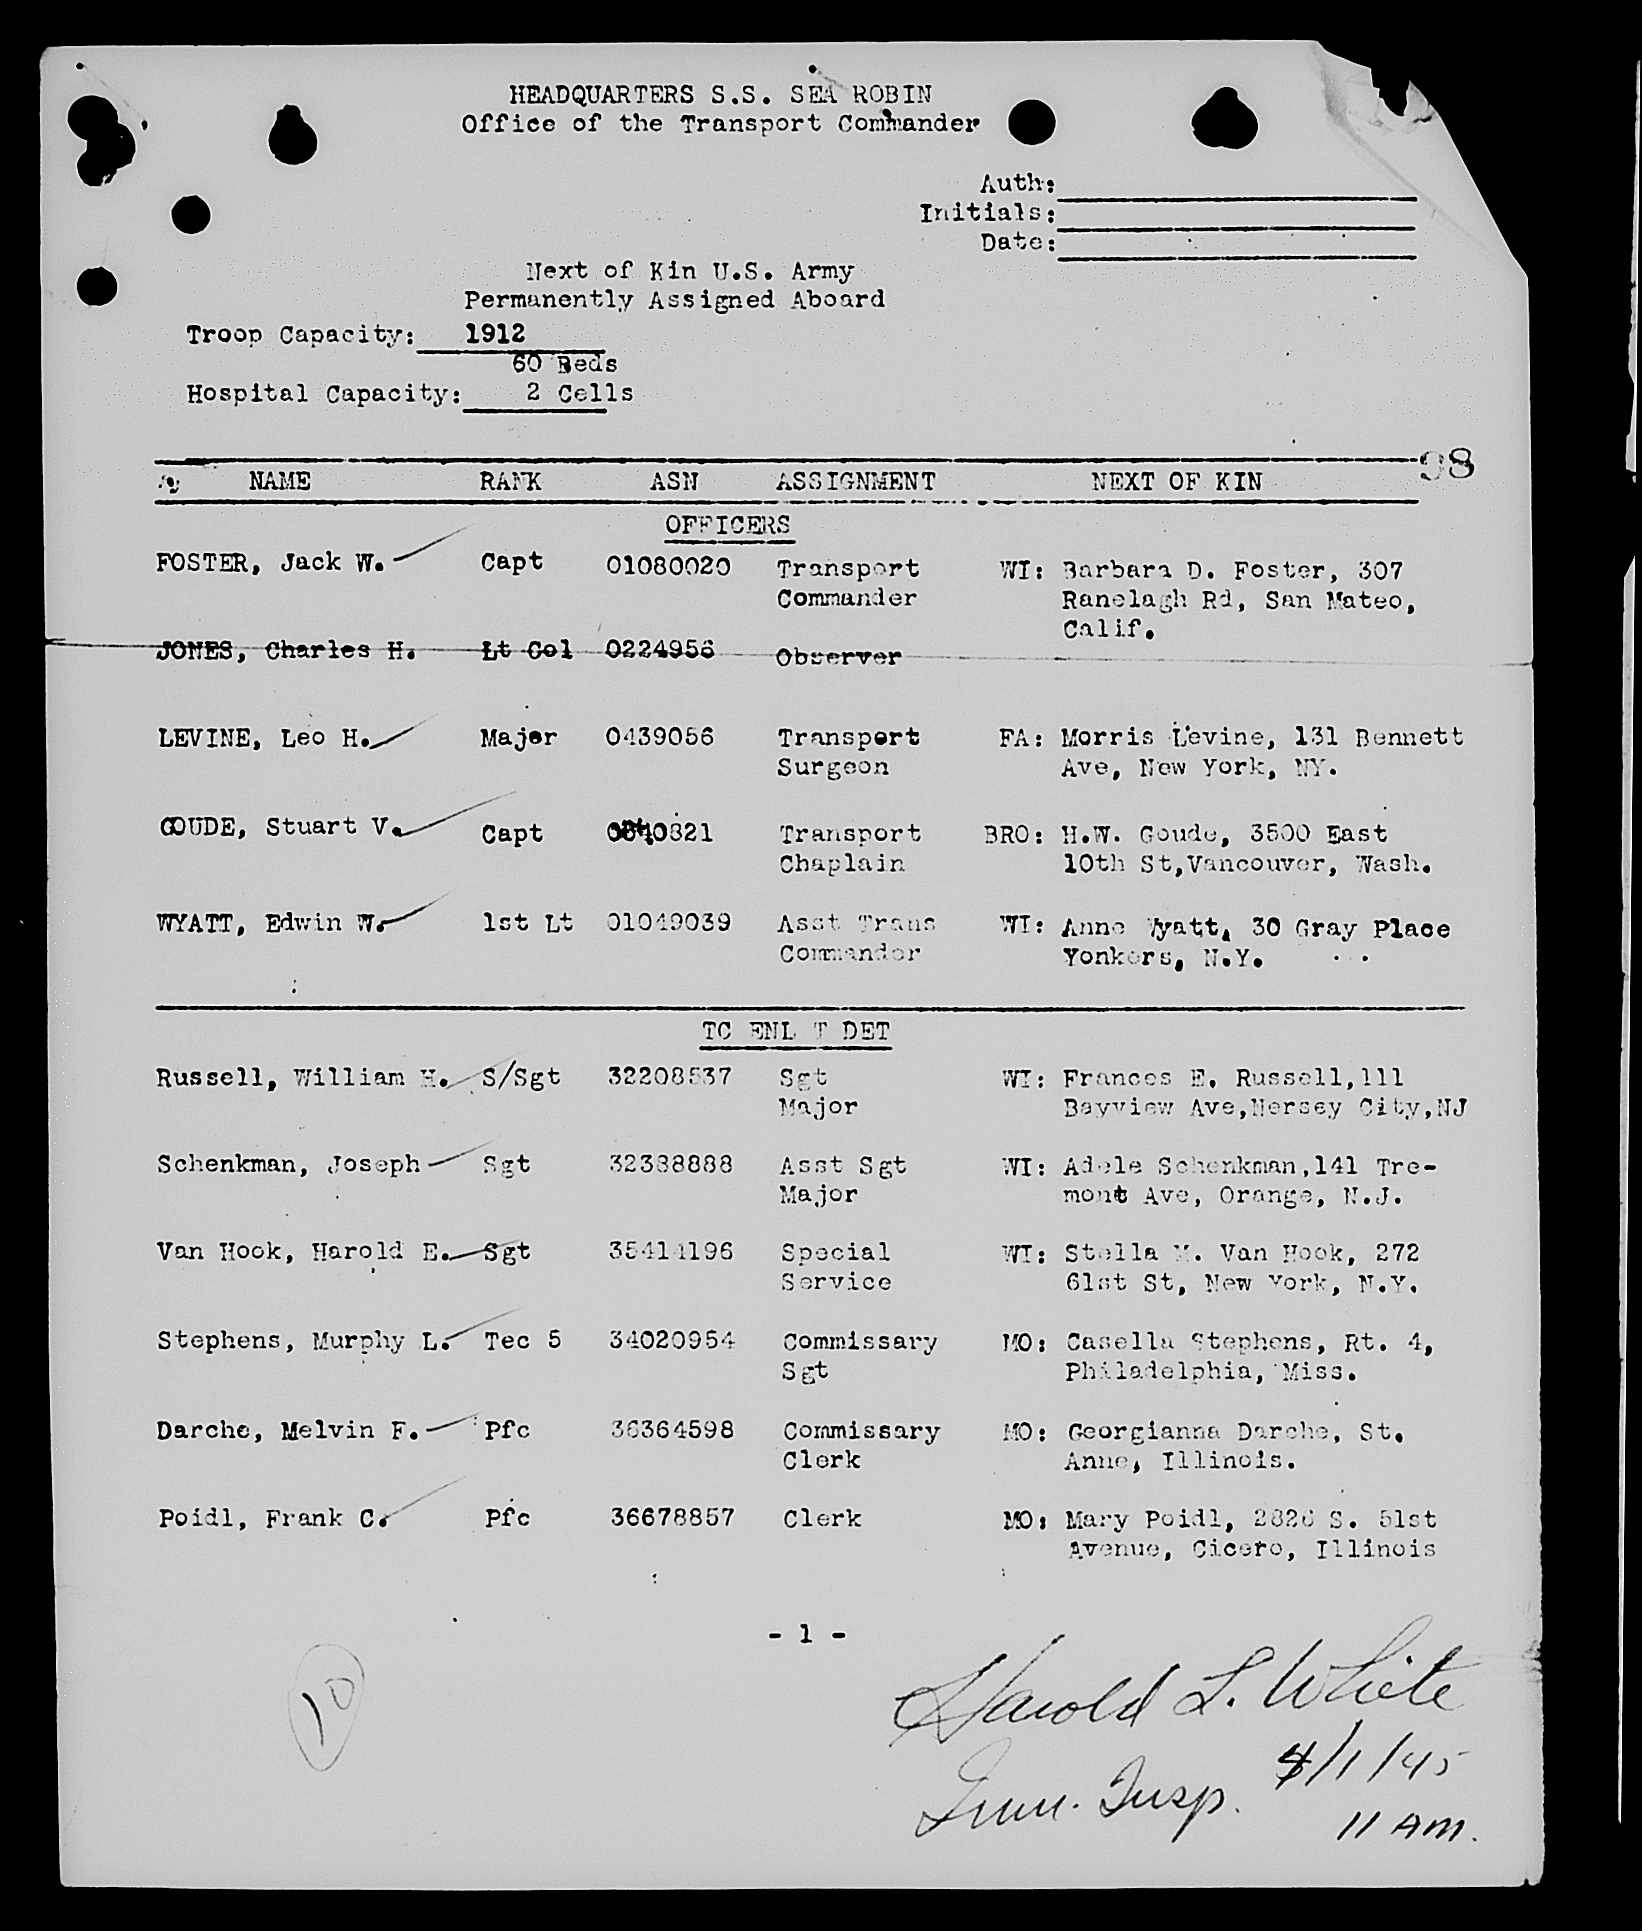 HEADQUARTERS S.S. SEA ROBIN
Office of the Transport Commander
Auth:
Initials:
Date:
Next of Kin U.S. Army
Permanently Assigned Aboard
Troop Capacity: 1912
60 Beds
Hospital Capacity: 2 Cells
98
NAME RANK ASN ASSIGNMENT NEXT OF KIN
OFFICERS
FOSTER, Jack W. Capt 01080020 Transport WI: Barbara D. Foster, 307
Commander Ranelagh Rd, San Mateo,
Calif.
JONES, Charles H. Lt Col 0224956 Observer
LEVINE, Leo H. Major 0439056 Transport FA: Morris Levine, 131 Bennett
Surgeon Ave, New York, NY.
GOUDE, Stuart V. Capt Transport BRO: H.W. Goude, 3500 East
Chaplain 10th St,Vancouver, Wash.
WYATT, Edwin W. 1st Lt 01049039 Asst Trans WI: Anne Wyatt, 30 Gray Place
Commander Yonkers, N.Y.
TC ENL T DET
Russell, William H. S/Sgt 32208537 Sgt WI: Frances E. Russell,111
Major Bayview Ave,Nersey City,NJ
Schenkman, Joseph Sgt 32388888 Asst Sgt WI: Adele Schenkman,141 Tre-
Major mont Ave, Orange, N.J.
Van Hook, Harold E. Sgt 35414196 Special WI: Stella M. Van Hook, 272
Service 61st St, New York, N.Y.
Stephens, Murphy L. Tec 5 34020954 Commissary MO: Casella Stephens, Rt. 4,
Sgt Philadelphia, Miss.
Darche, Melvin F. Pfc 36364598 Commissary MO: Georgianna Darche, St.
Clerk Anne, Illinois.
Poidl, Frank C. Pfc 36678857 Clerk MO: Mary Poidl, 2826 S. 51st
Avenue, Cicero, Illinois
- 1 -
10
Harold L. White
Imm. Insp. 4/1/45
11 AM.